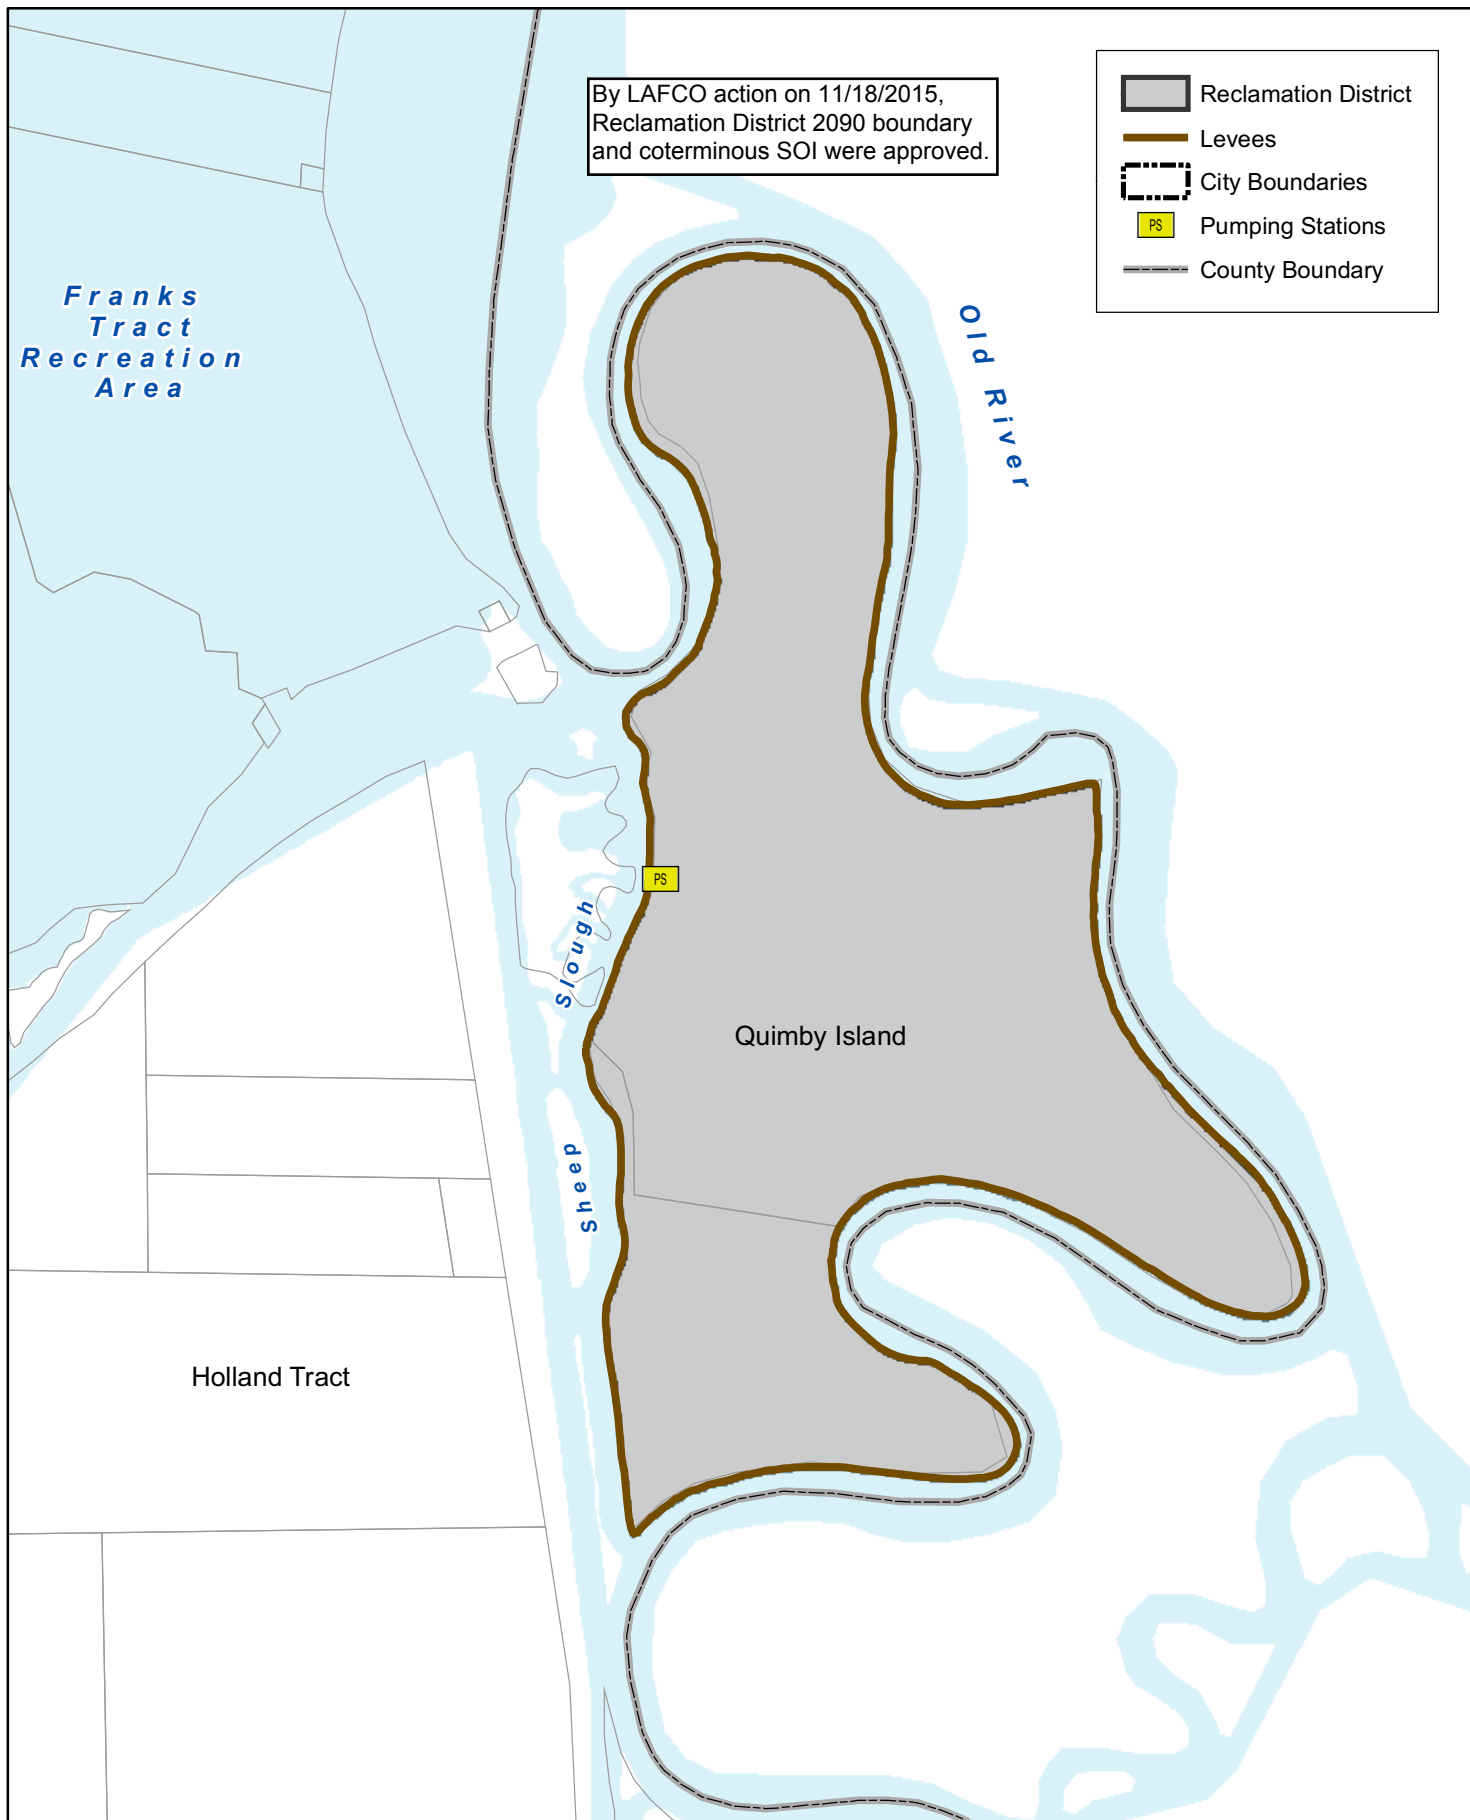 By LAFCO action on 11/18/2015,
Reclamation District 2090 boundary
and coterminous SOI were approved.
Reclamation District
Levees
City Boundaries
PS
Pumping Stations
County Boundary
Franks
Tract
Recreation
Area
Old River
PS
Slough
Quimby Island
Sheep
Holland Tract